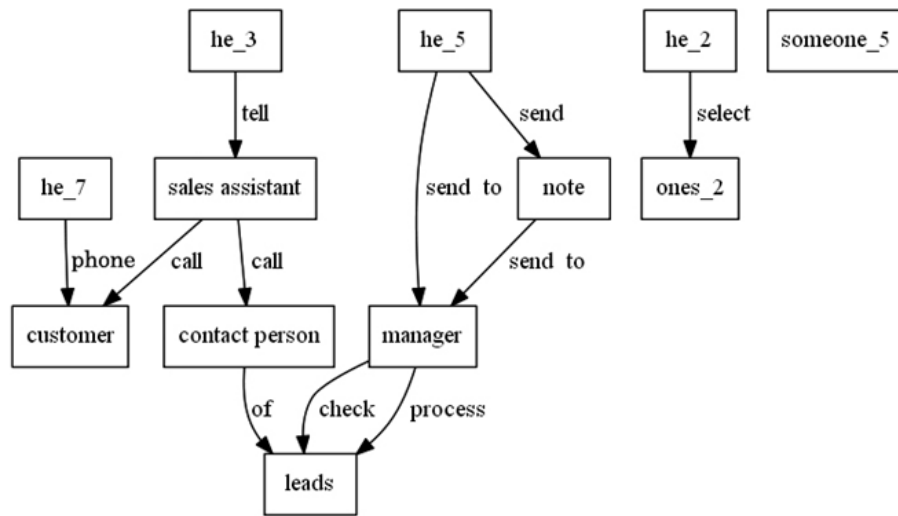 he_3 he_5 he_2 someone_5
tell send select
he_7 sales assistant send to note ones_2
phone call call send to
customer contact person manager
of check process
leads